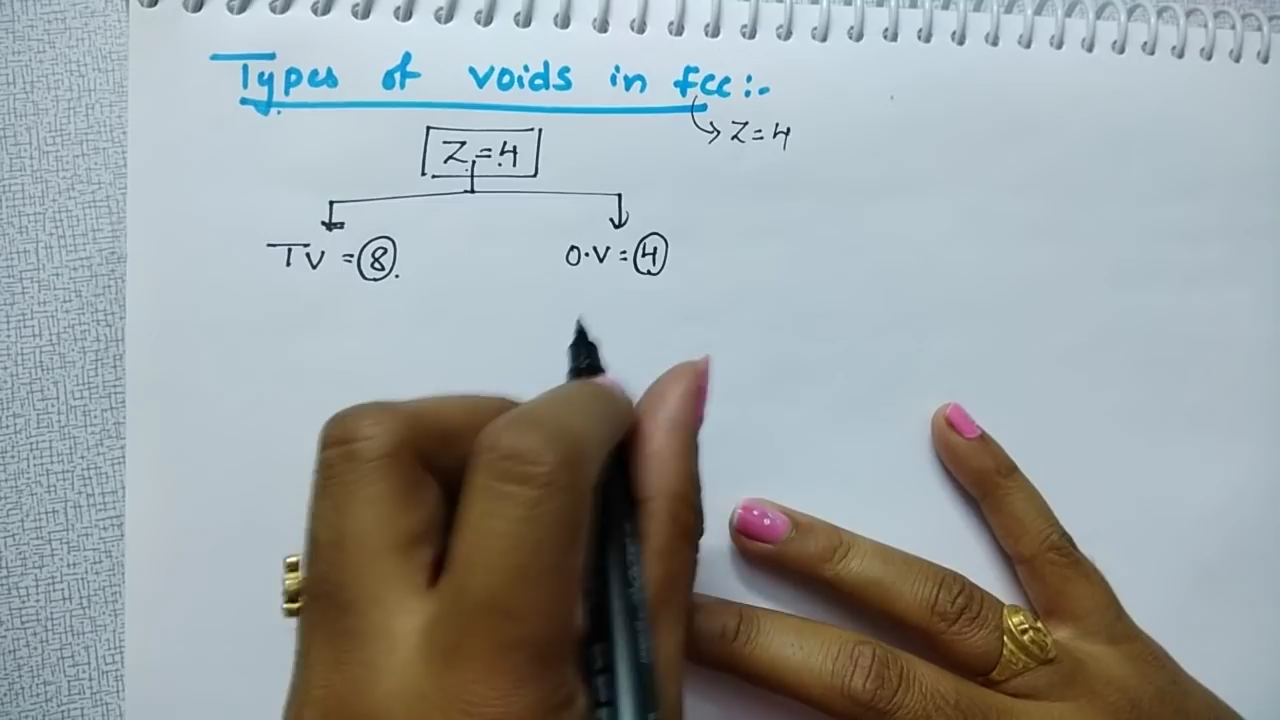 Types of voids in fcc:-
Z=4
Z=4
TV = 8.
O.V = 4